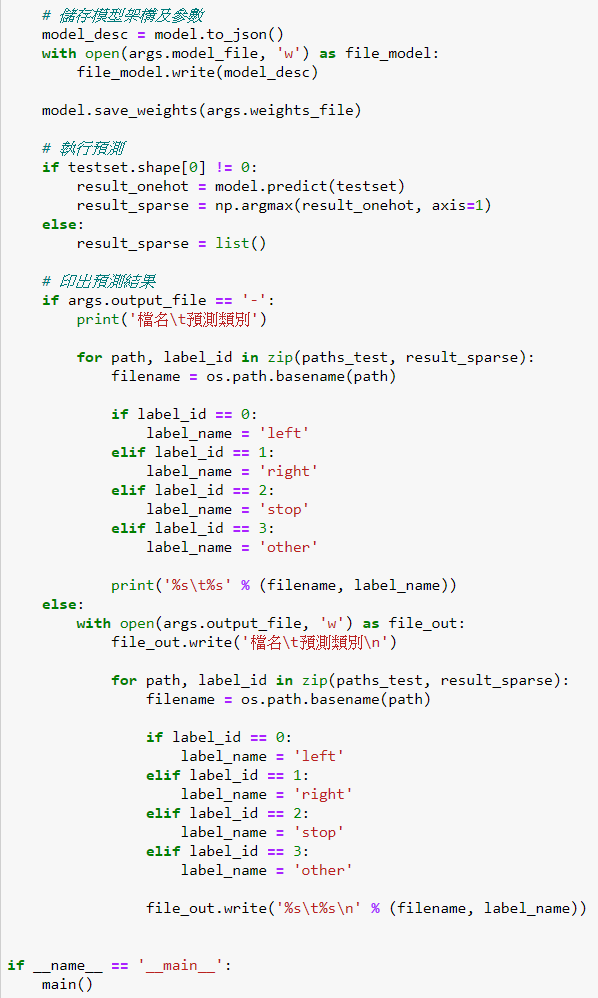 # 儲存模型架構及參數
    model_desc = model.to_json()
    with open(args.model_file, 'w') as file_model:
        file_model.write(model_desc)

    model.save_weights(args.weights_file)

    # 執行預測
    if testset.shape[0] != 0:
        result_onehot = model.predict(testset)
        result_sparse = np.argmax(result_onehot, axis=1)
    else:
        result_sparse = list()

    # 印出預測結果
    if args.output_file == '-':
        print('檔名\t預測類別')

        for path, label_id in zip(paths_test, result_sparse):
            filename = os.path.basename(path)

            if label_id == 0:
                label_name = 'left'
            elif label_id == 1:
                label_name = 'right'
            elif label_id == 2:
                label_name = 'stop'
            elif label_id == 3:
                label_name = 'other'

            print('%s\t%s' % (filename, label_name))
    else:
        with open(args.output_file, 'w') as file_out:
            file_out.write('檔名\t預測類別\n')

            for path, label_id in zip(paths_test, result_sparse):
                filename = os.path.basename(path)

                if label_id == 0:
                    label_name = 'left'
                elif label_id == 1:
                    label_name = 'right'
                elif label_id == 2:
                    label_name = 'stop'
                elif label_id == 3:
                    label_name = 'other'

                file_out.write('%s\t%s\n' % (filename, label_name))


if __name__ == '__main__':
    main()